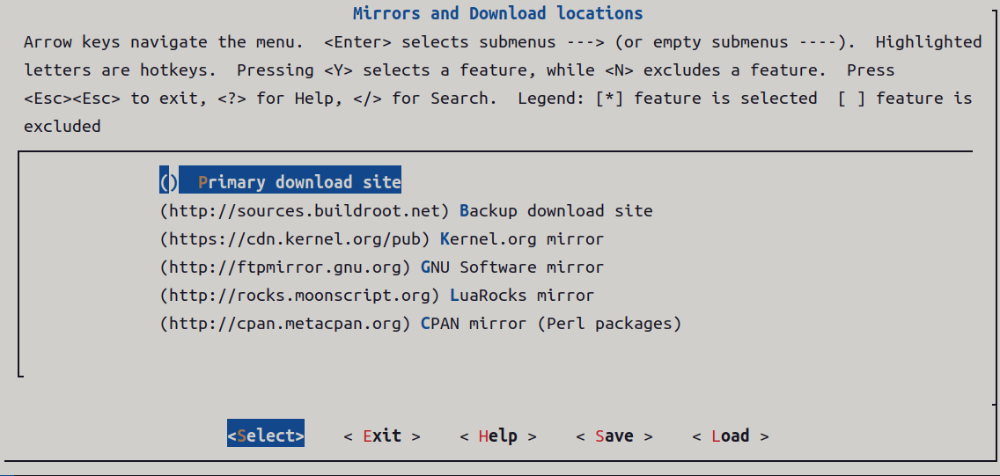 Mirrors and Download locations
Arrow keys navigate the menu.  <Enter> selects submenus ---> (or empty submenus ----).  Highlighted
letters are hotkeys.  Pressing <Y> selects a feature, while <N> excludes a feature.  Press
<Esc><Esc> to exit, <?> for Help, </> for Search.  Legend: [*] feature is selected  [ ] feature is
excluded
()  Primary download site
(http://sources.buildroot.net) Backup download site
(https://cdn.kernel.org/pub) Kernel.org mirror
(http://ftpmirror.gnu.org) GNU Software mirror
(http://rocks.moonscript.org) LuaRocks mirror
(http://cpan.metacpan.org) CPAN mirror (Perl packages)
<Select>    < Exit >    < Help >    < Save >    < Load >